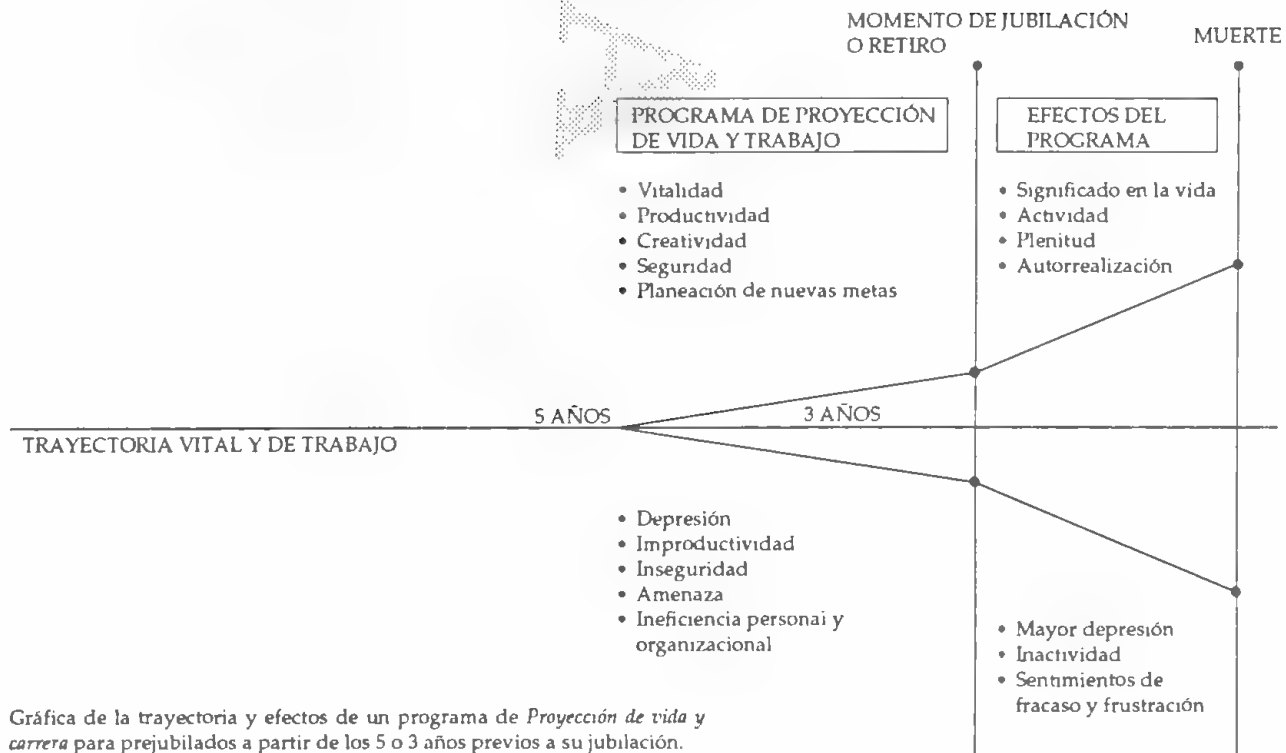 MOMENTO DE JUBILACIÓN
O RETIRO
MUERTE
PROGRAMA DE PROYECCIÓN
DE VIDA Y TRABAJO
EFECTOS DEL
PROGRAMA
• Vitalidad
• Productividad
• Creatividad
• Seguridad
• Planeación de nuevas metas
• Significado en la vida
• Actividad
• Plenitud
• Autorrealización
5 AÑOS
3 AÑOS
TRAYECTORIA VITAL Y DE TRABAJO
• Depresión
• Improductividad
• Inseguridad
• Amenaza
• Ineficiencia personal y
organizacional
• Mayor depresión
• Inactividad
• Sentimientos de
fracaso y frustración
Gráfica de la trayectoria y efectos de un programa de Proyección de vida y
carrera para prejubilados a partir de los 5 o 3 años previos a su jubilación.